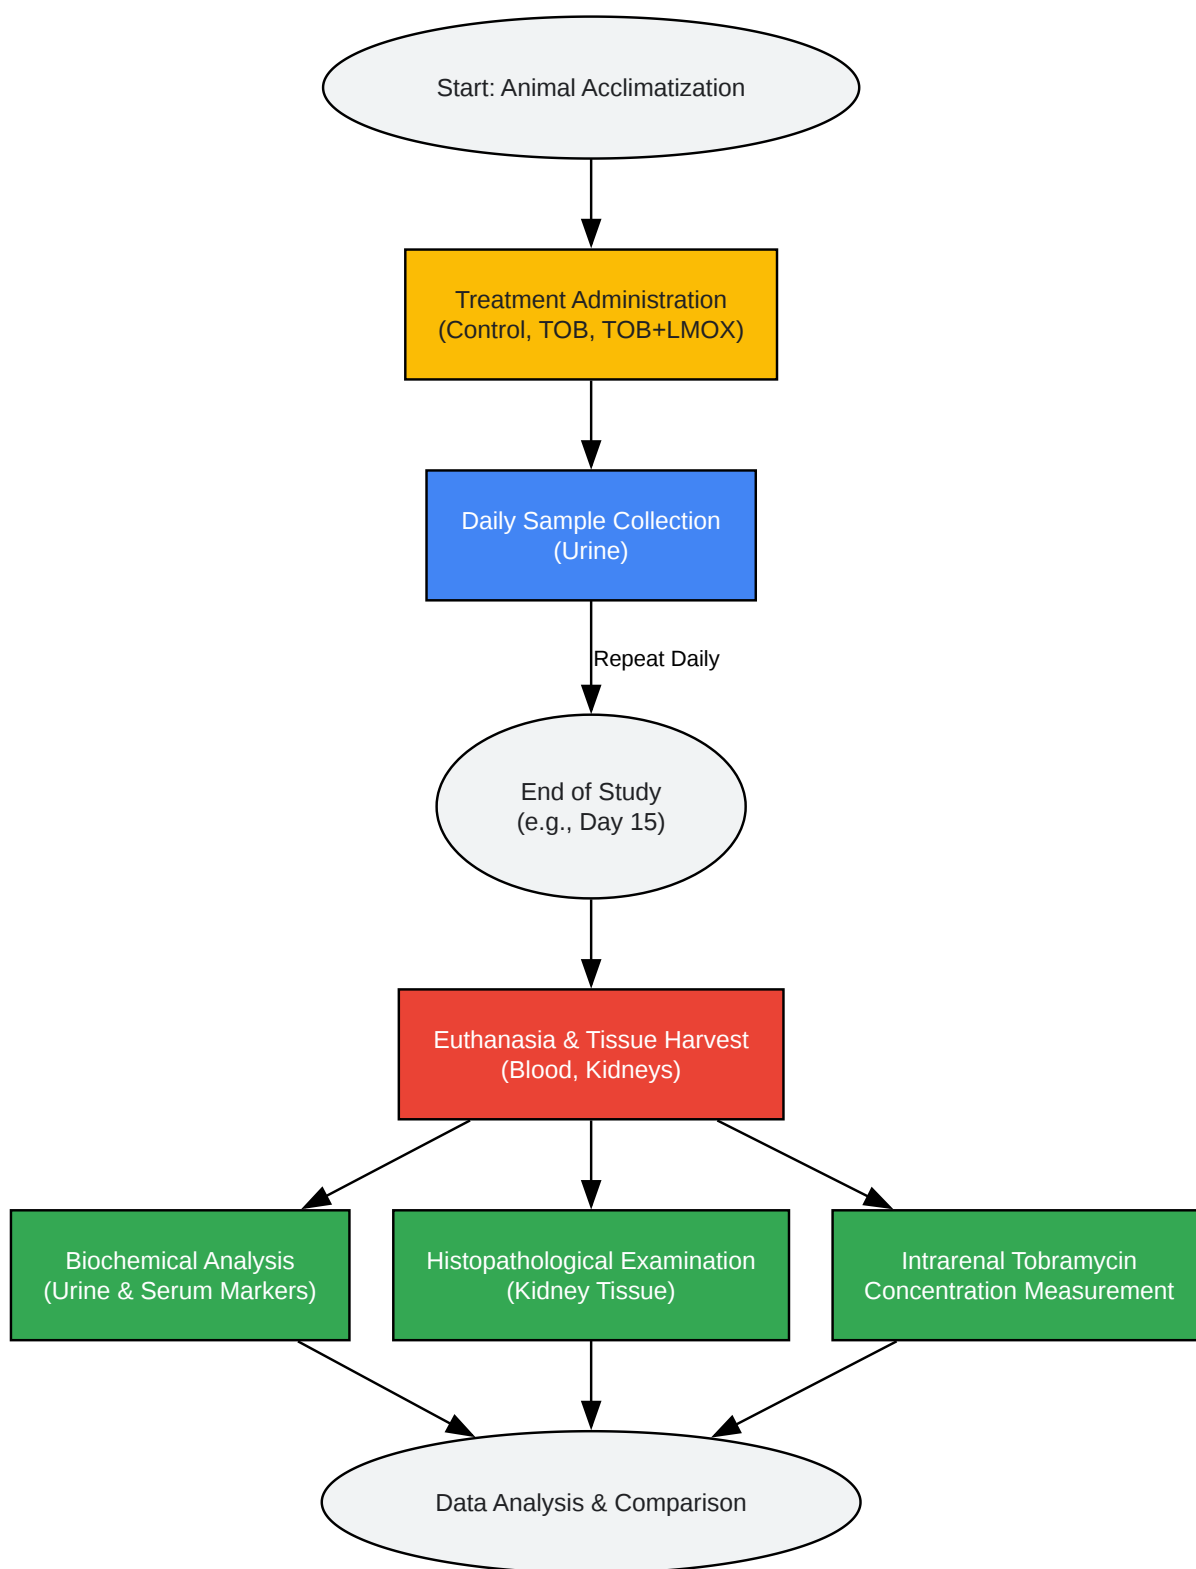 Start: Animal Acclimatization
Treatment Administration
(Control, TOB, TOB+LMOX)
Daily Sample Collection
(Urine)
Repeat Daily
End of Study
(e.g., Day 15)
Euthanasia & Tissue Harvest
(Blood, Kidneys)
Biochemical Analysis
(Urine & Serum Markers)
Histopathological Examination
(Kidney Tissue)
Intrarenal Tobramycin
Concentration Measurement
Data Analysis & Comparison